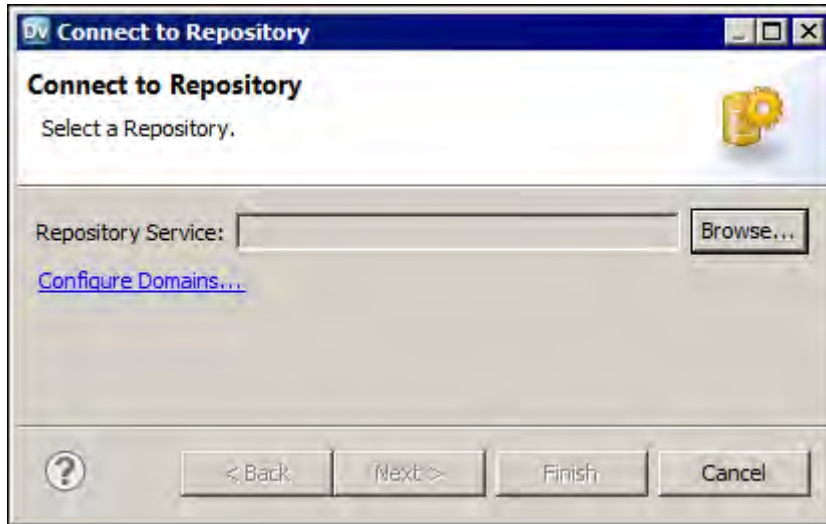 Dv Connect to Repository
Connect to Repository
Select a Repository.
Repository Service: Browse...
Configure Domains...
? < Back Next > Finish Cancel